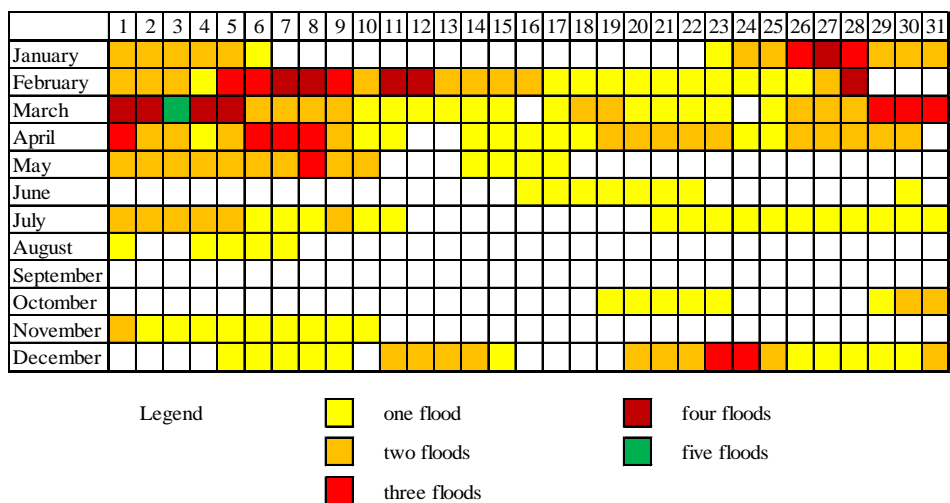 1 2 3 4 5 6 7 8 9 10 11 12 13 14 15 16 17 18 19 20 21 22 23 24 25 26 27 28 29 30 31
January
February
March
April
May
June
July
August
September
Octomber
November
December
Legend
one flood
four floods
two floods
five floods
three floods